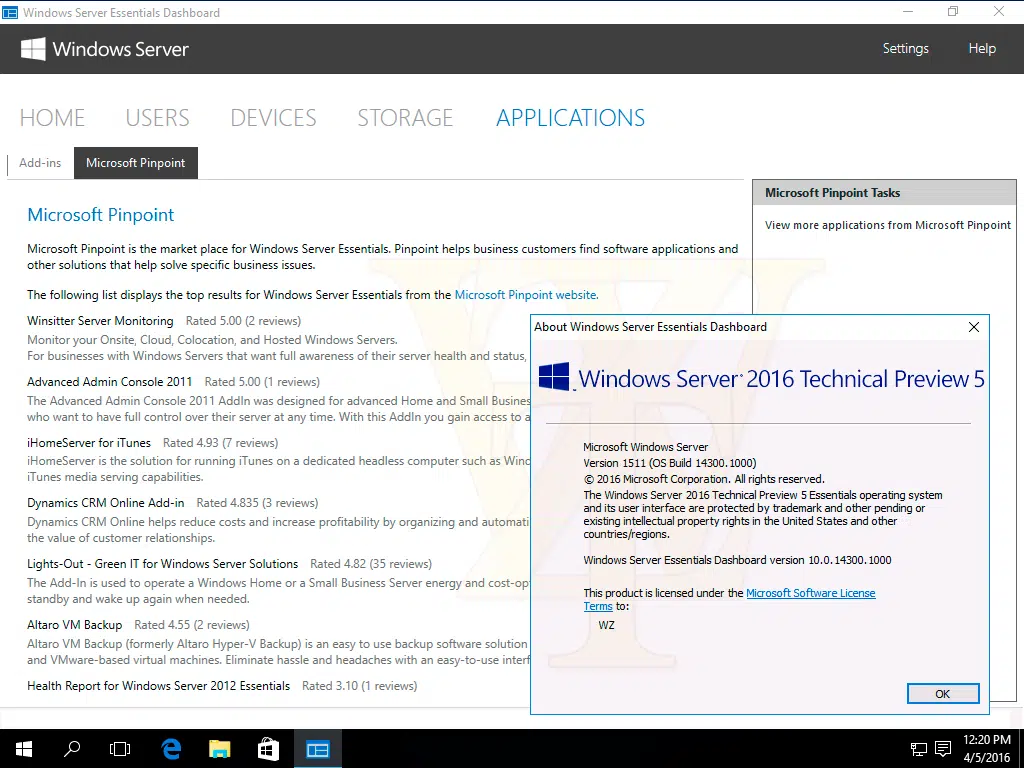 Windows Server Essentials Dashboard
Windows Server
Settings
Help
HOME
USERS
DEVICES
STORAGE
APPLICATIONS
Add-ins
Microsoft Pinpoint
Microsoft Pinpoint
Microsoft Pinpoint is the market place for Windows Server Essentials. Pinpoint helps business customers find software applications and
other solutions that help solve specific business issues.
The following list displays the top results for Windows Server Essentials from the Microsoft Pinpoint website.
Winsitter Server Monitoring Rated 5.00 (2 reviews)
Monitor your Onsite, Cloud, Colocation, and Hosted Windows Servers.
For businesses with Windows Servers that want full awareness of their server health and status,
Advanced Admin Console 2011 Rated 5.00 (1 reviews)
The Advanced Admin Console 2011 AddIn was designed for advanced Home and Small Busines
who want to have full control over their server at any time. With this AddIn you gain access to a
iHomeServer for iTunes Rated 4.93 (7 reviews)
iHomeServer is the solution for running iTunes on a dedicated headless computer such as Wind
iTunes media serving capabilities.
Dynamics CRM Online Add-in Rated 4.835 (3 reviews)
Dynamics CRM Online helps reduce costs and increase profitability by organizing and automati
the value of customer relationships.
Lights-Out - Green IT for Windows Server Solutions Rated 4.82 (35 reviews)
The Add-In is used to operate a Windows Home or a Small Business Server energy and cost-opt
standby and wake up again when needed.
Altaro VM Backup Rated 4.55 (2 reviews)
Altaro VM Backup (formerly Altaro Hyper-V Backup) is an easy to use backup software solution
and VMware-based virtual machines. Eliminate hassle and headaches with an easy-to-use interf
Health Report for Windows Server 2012 Essentials Rated 3.10 (1 reviews)
Microsoft Pinpoint Tasks
View more applications from Microsoft Pinpoint
About Windows Server Essentials Dashboard
Windows Server® 2016 Technical Preview 5
Microsoft Windows Server
Version 1511 (OS Build 14300.1000)
© 2016 Microsoft Corporation. All rights reserved.
The Windows Server 2016 Technical Preview 5 Essentials operating system
and its user interface are protected by trademark and other pending or
existing intellectual property rights in the United States and other
countries/regions.
Windows Server Essentials Dashboard version 10.0.14300.1000
This product is licensed under the Microsoft Software License
Terms to:
WZ
OK
12:20 PM
4/5/2016